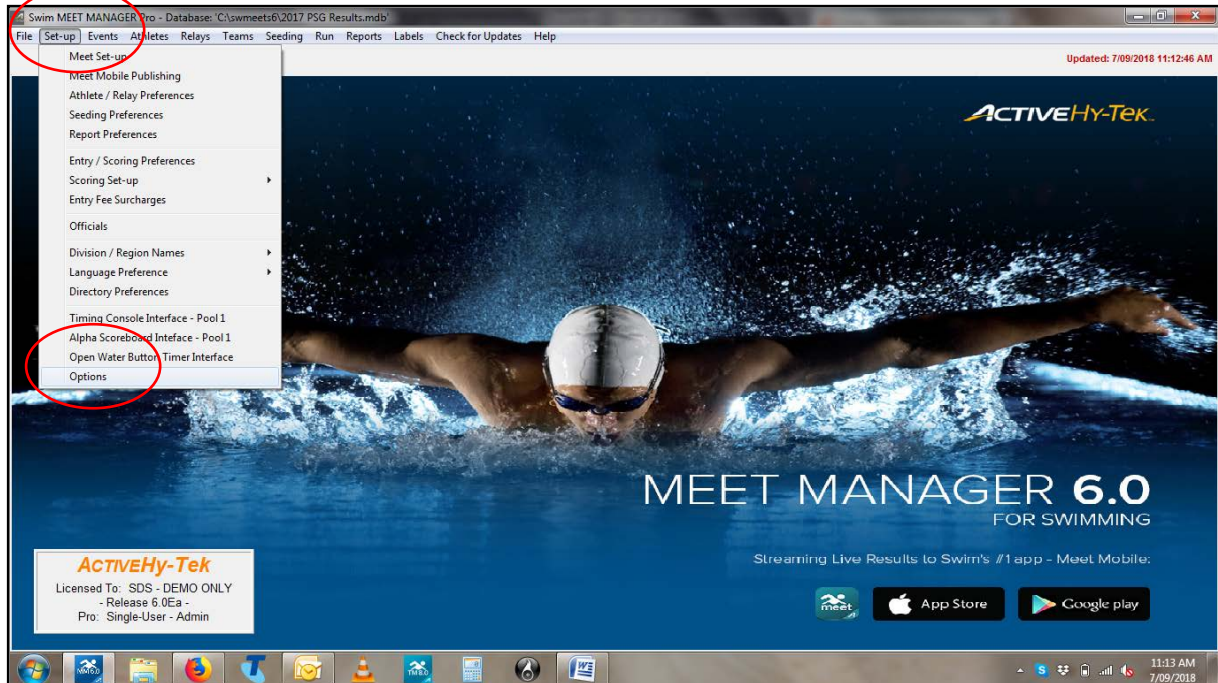 Swim MEET MANAGER Pro - Database: 'C:\swmeets6\2017 PSG Results.mdb'
File Set-up Events Athletes Relays Teams Seeding Run Reports Labels Check for Updates Help
Updated: 7/09/2018 11:12:46 AM
Meet Set-up
Meet Mobile Publishing
Athlete / Relay Preferences
Seeding Preferences
Report Preferences
Entry / Scoring Preferences
Scoring Set-up
Entry Fee Surcharges
Officials
Division / Region Names
Language Preference
Directory Preferences
Timing Console Interface - Pool 1
Alpha Scoreboard Inteface - Pool 1
Open Water Button Timer Interface
Options
ACTIVEHY-TEK
MEET MANAGER 6.0
FOR SWIMMING
Streaming Live Results to Swim's #1 app - Meet Mobile:
meet App Store Google play
ACTIVEHy-Tek
Licensed To: SDS - DEMO ONLY
- Release 6.0Ea -
Pro: Single-User - Admin
11:13 AM
7/09/2018